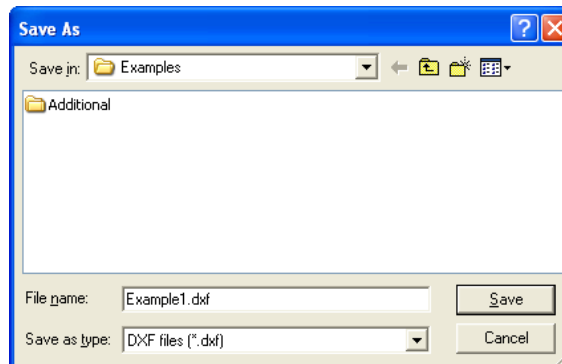 Save As
Save in: Examples
Additional
File name: Example1.dxf Save
Save as type: DXF files (*.dxf) Cancel